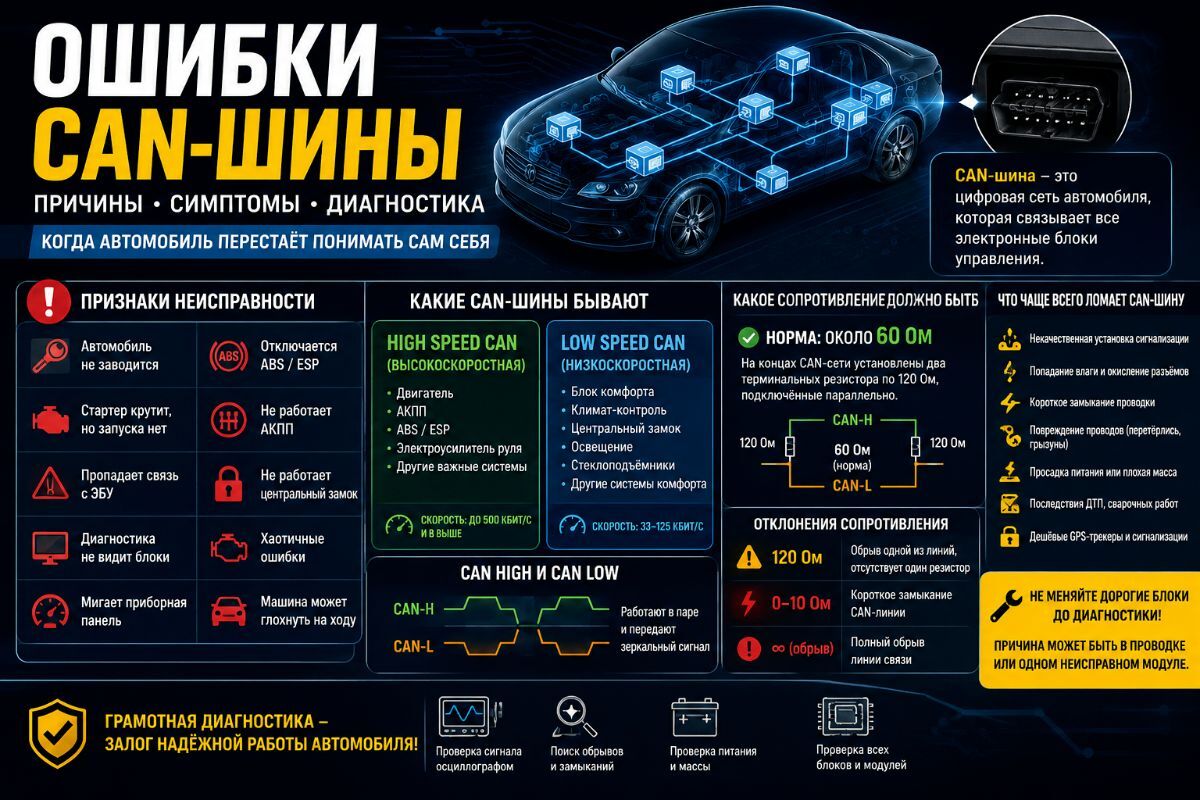 ОШИБКИ
CAN-ШИНЫ
ПРИЧИНЫ • СИМПТОМЫ • ДИАГНОСТИКА
КОГДА АВТОМОБИЛЬ ПЕРЕСТАЁТ ПОНИМАТЬ САМ СЕБЯ
CAN-шина – это
цифровая сеть автомобиля,
которая связывает все
электронные блоки
управления.
ПРИЗНАКИ НЕИСПРАВНОСТИ
Автомобиль
не заводится
ABS
Отключается
ABS / ESP
Стартер крутит,
но запуска нет
Не работает
АКПП
Пропадает связь
с ЭБУ
Не работает
центральный замок
Диагностика
не видит блоки
Хаотичные
ошибки
Мигает приборная
панель
Машина может
глохнуть на ходу
КАКИЕ CAN-ШИНЫ БЫВАЮТ
HIGH SPEED CAN
(ВЫСОКОСКОРОСТНАЯ)
• Двигатель
• АКПП
• ABS / ESP
• Электроусилитель руля
• Другие важные системы
СКОРОСТЬ: ДО 500 КБИТ/С
И В ВЫШЕ
LOW SPEED CAN
(НИЗКОСКОРОСТНАЯ)
• Блок комфорта
• Климат-контроль
• Центральный замок
• Освещение
• Стеклоподъёмники
• Другие системы комфорта
СКОРОСТЬ: 33–125 КБИТ/С
CAN HIGH И CAN LOW
CAN-H
CAN-L
Работают в паре
и передают
зеркальный сигнал
КАКОЕ СОПРОТИВЛЕНИЕ ДОЛЖНО БЫТЬ
НОРМА: ОКОЛО 60 Ом
На концах CAN-сети установлены два
терминальных резистора по 120 Ом,
подключённые параллельно.
CAN-H
120 Ом
60 Ом
(норма)
120 Ом
CAN-L
ОТКЛОНЕНИЯ СОПРОТИВЛЕНИЯ
120 Ом
Обрыв одной из линий,
отсутствует один резистор
0–10 Ом
Короткое замыкание
CAN-линии
∞ (обрыв)
Полный обрыв
линии связи
ЧТО ЧАЩЕ ВСЕГО ЛОМАЕТ CAN-ШИНУ
Некачественная установка сигнализации
Попадание влаги и окисление разъёмов
Короткое замыкание проводки
Повреждение проводов (перетёрлись,
грызуны)
Просадка питания или плохая масса
Последствия ДТП, сварочных работ
Дешёвые GPS-трекеры и сигнализации
НЕ МЕНЯЙТЕ ДОРОГИЕ БЛОКИ
ДО ДИАГНОСТИКИ!
ПРИЧИНА МОЖЕТ БЫТЬ В ПРОВОДКЕ
ИЛИ ОДНОМ НЕИСПРАВНОМ МОДУЛЕ.
ГРАМОТНАЯ ДИАГНОСТИКА –
ЗАЛОГ НАДЁЖНОЙ РАБОТЫ АВТОМОБИЛЯ!
Проверка сигнала
осциллографом
Поиск обрывов
и замыканий
Проверка питания
и массы
Проверка всех
блоков и модулей